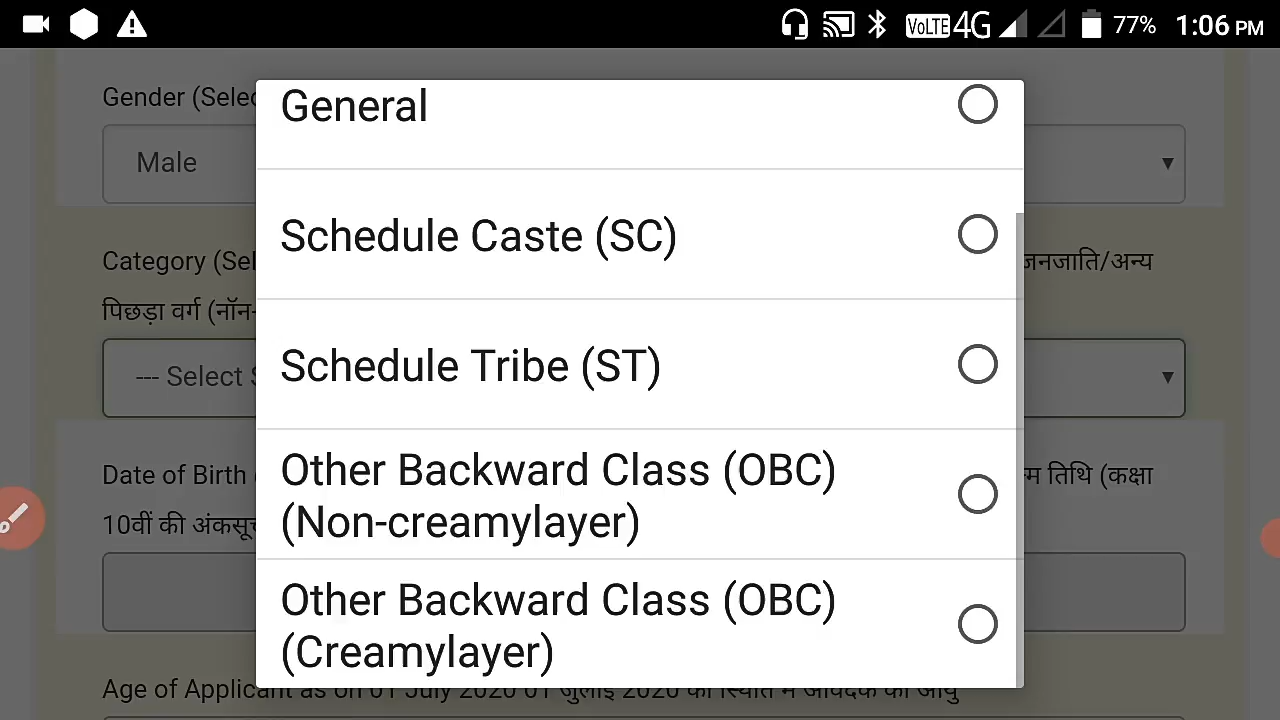 VoLTE 4G 77% 1:06 PM
Gender (Selec
General
Male
Schedule Caste (SC)
Category (Sel
जनजाति/अन्य
पिछड़ा वर्ग (नॉन-
Schedule Tribe (ST)
--- Select S
Other Backward Class (OBC)
(Non-creamylayer)
Date of Birth
म तिथि (कक्षा
10वीं की अंकसू
Other Backward Class (OBC)
(Creamylayer)
Age of Applicant as on 01 July 2020 01 जुलाई 2020 की स्थिति में आवेदक की आयु